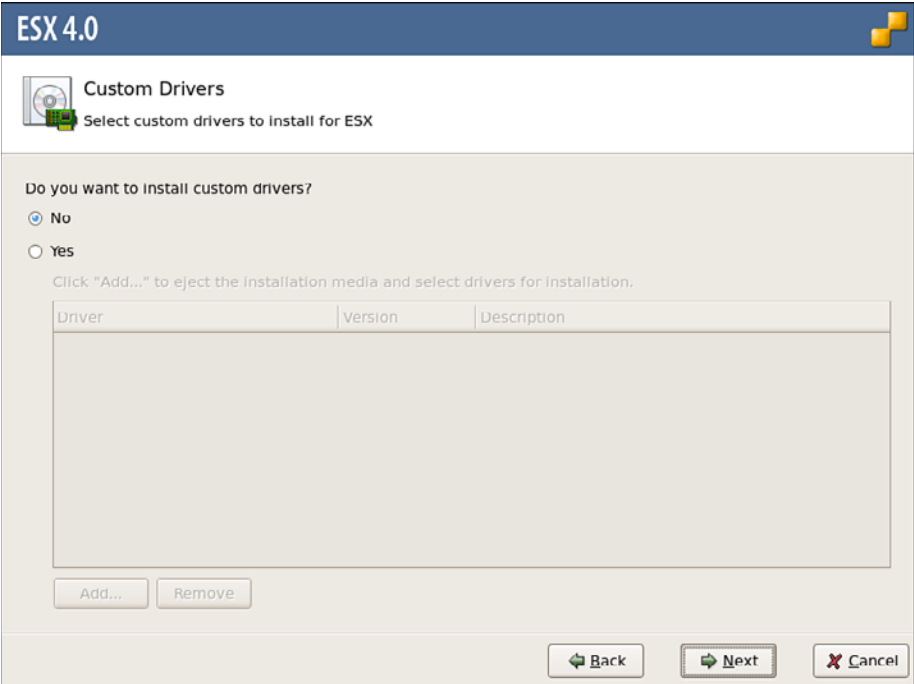 ESX 4.0
Custom Drivers
Select custom drivers to install for ESX
Do you want to install custom drivers?
No
Yes
Click "Add..." to eject the installation media and select drivers for installation.
Driver Version Description
Add... Remove
Back Next Cancel